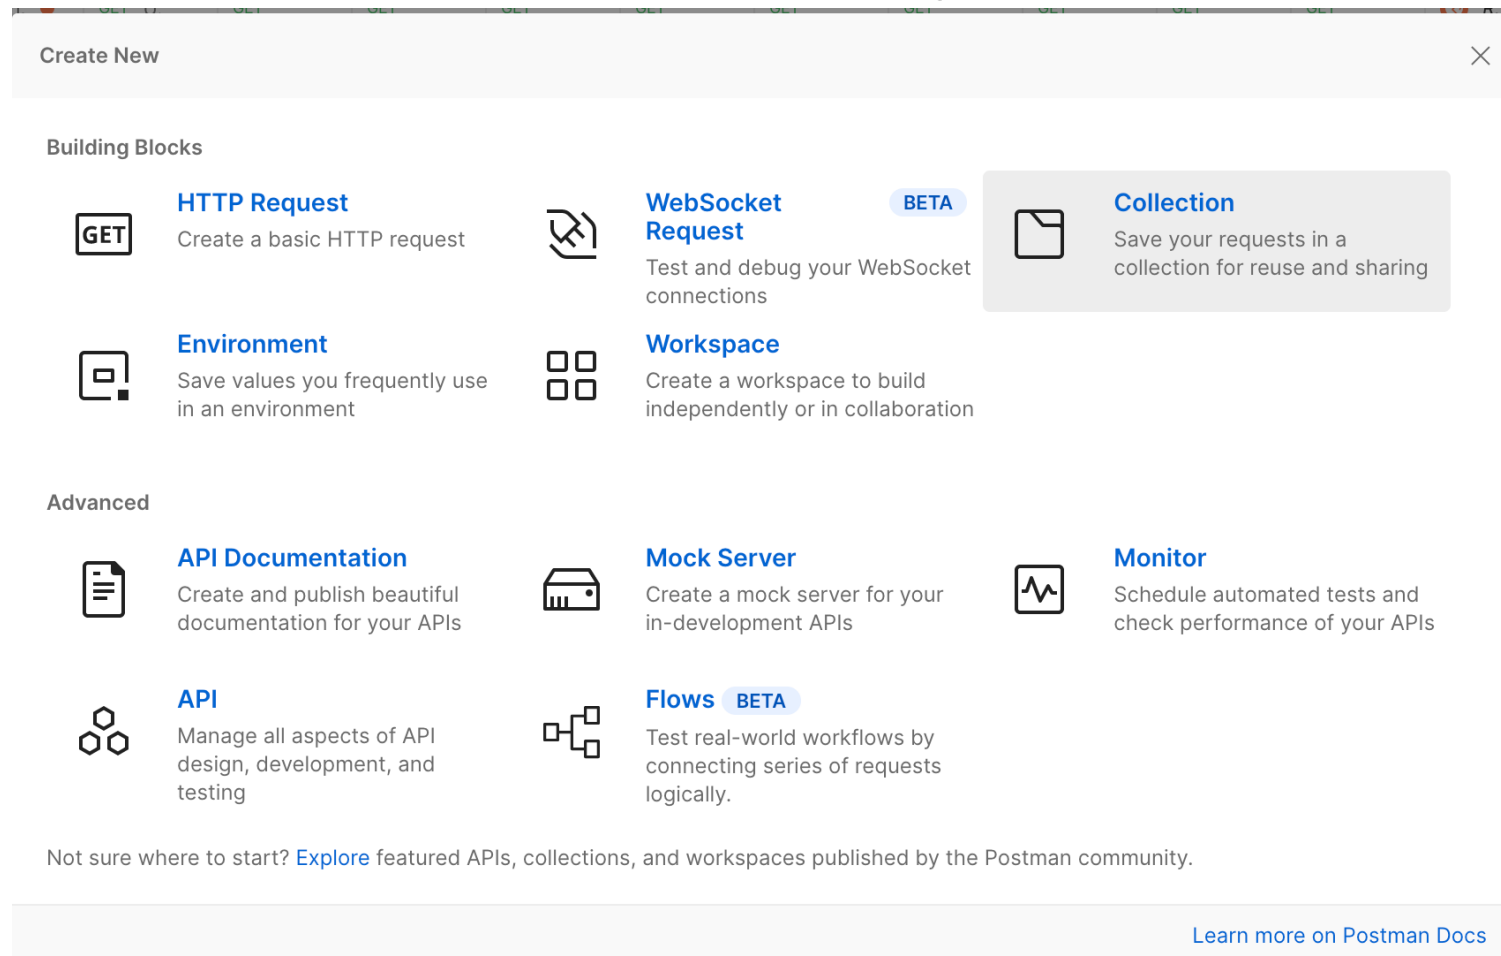 Create New
Building Blocks
GET
HTTP Request
Create a basic HTTP request
WebSocket
Request
BETA
Test and debug your WebSocket
connections
Collection
Save your requests in a
collection for reuse and sharing
Environment
Save values you frequently use
in an environment
Workspace
Create a workspace to build
independently or in collaboration
Advanced
API Documentation
Create and publish beautiful
documentation for your APIs
Mock Server
Create a mock server for your
in-development APIs
Monitor
Schedule automated tests and
check performance of your APIs
API
Manage all aspects of API
design, development, and
testing
Flows BETA
Test real-world workflows by
connecting series of requests
logically.
Not sure where to start? Explore featured APIs, collections, and workspaces published by the Postman community.
Learn more on Postman Docs